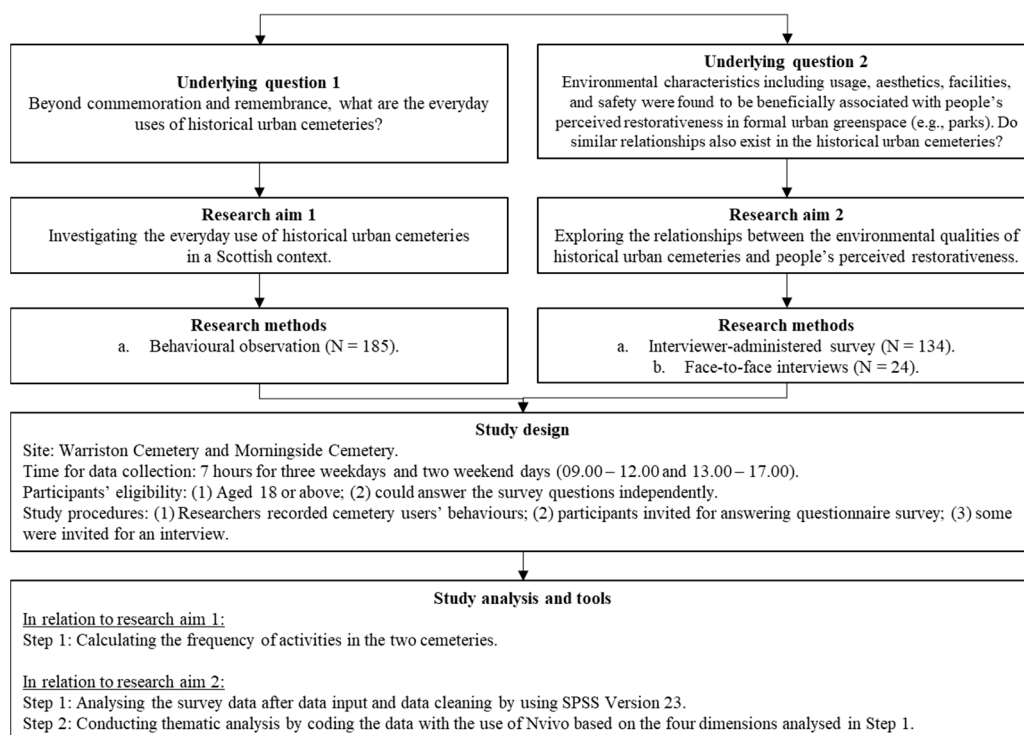 Underlying question 1
Beyond commemoration and remembrance, what are the everyday
uses of historical urban cemeteries?
Underlying question 2
Environmental characteristics including usage, aesthetics, facilities,
and safety were found to be beneficially associated with people's
perceived restorativeness in formal urban greenspace (e.g., parks). Do
similar relationships also exist in the historical urban cemeteries?
Research aim 1
Investigating the everyday use of historical urban cemeteries
in a Scottish context.
Research aim 2
Exploring the relationships between the environmental qualities of
historical urban cemeteries and people's perceived restorativeness.
Research methods
a. Behavioural observation (N = 185).
Research methods
a. Interviewer-administered survey (N = 134).
b. Face-to-face interviews (N = 24).
Study design
Site: Warriston Cemetery and Morningside Cemetery.
Time for data collection: 7 hours for three weekdays and two weekend days (09.00 – 12.00 and 13.00 – 17.00).
Participants' eligibility: (1) Aged 18 or above; (2) could answer the survey questions independently.
Study procedures: (1) Researchers recorded cemetery users' behaviours; (2) participants invited for answering questionnaire survey; (3) some
were invited for an interview.
Study analysis and tools
In relation to research aim 1:
Step 1: Calculating the frequency of activities in the two cemeteries.
In relation to research aim 2:
Step 1: Analysing the survey data after data input and data cleaning by using SPSS Version 23.
Step 2: Conducting thematic analysis by coding the data with the use of Nvivo based on the four dimensions analysed in Step 1.